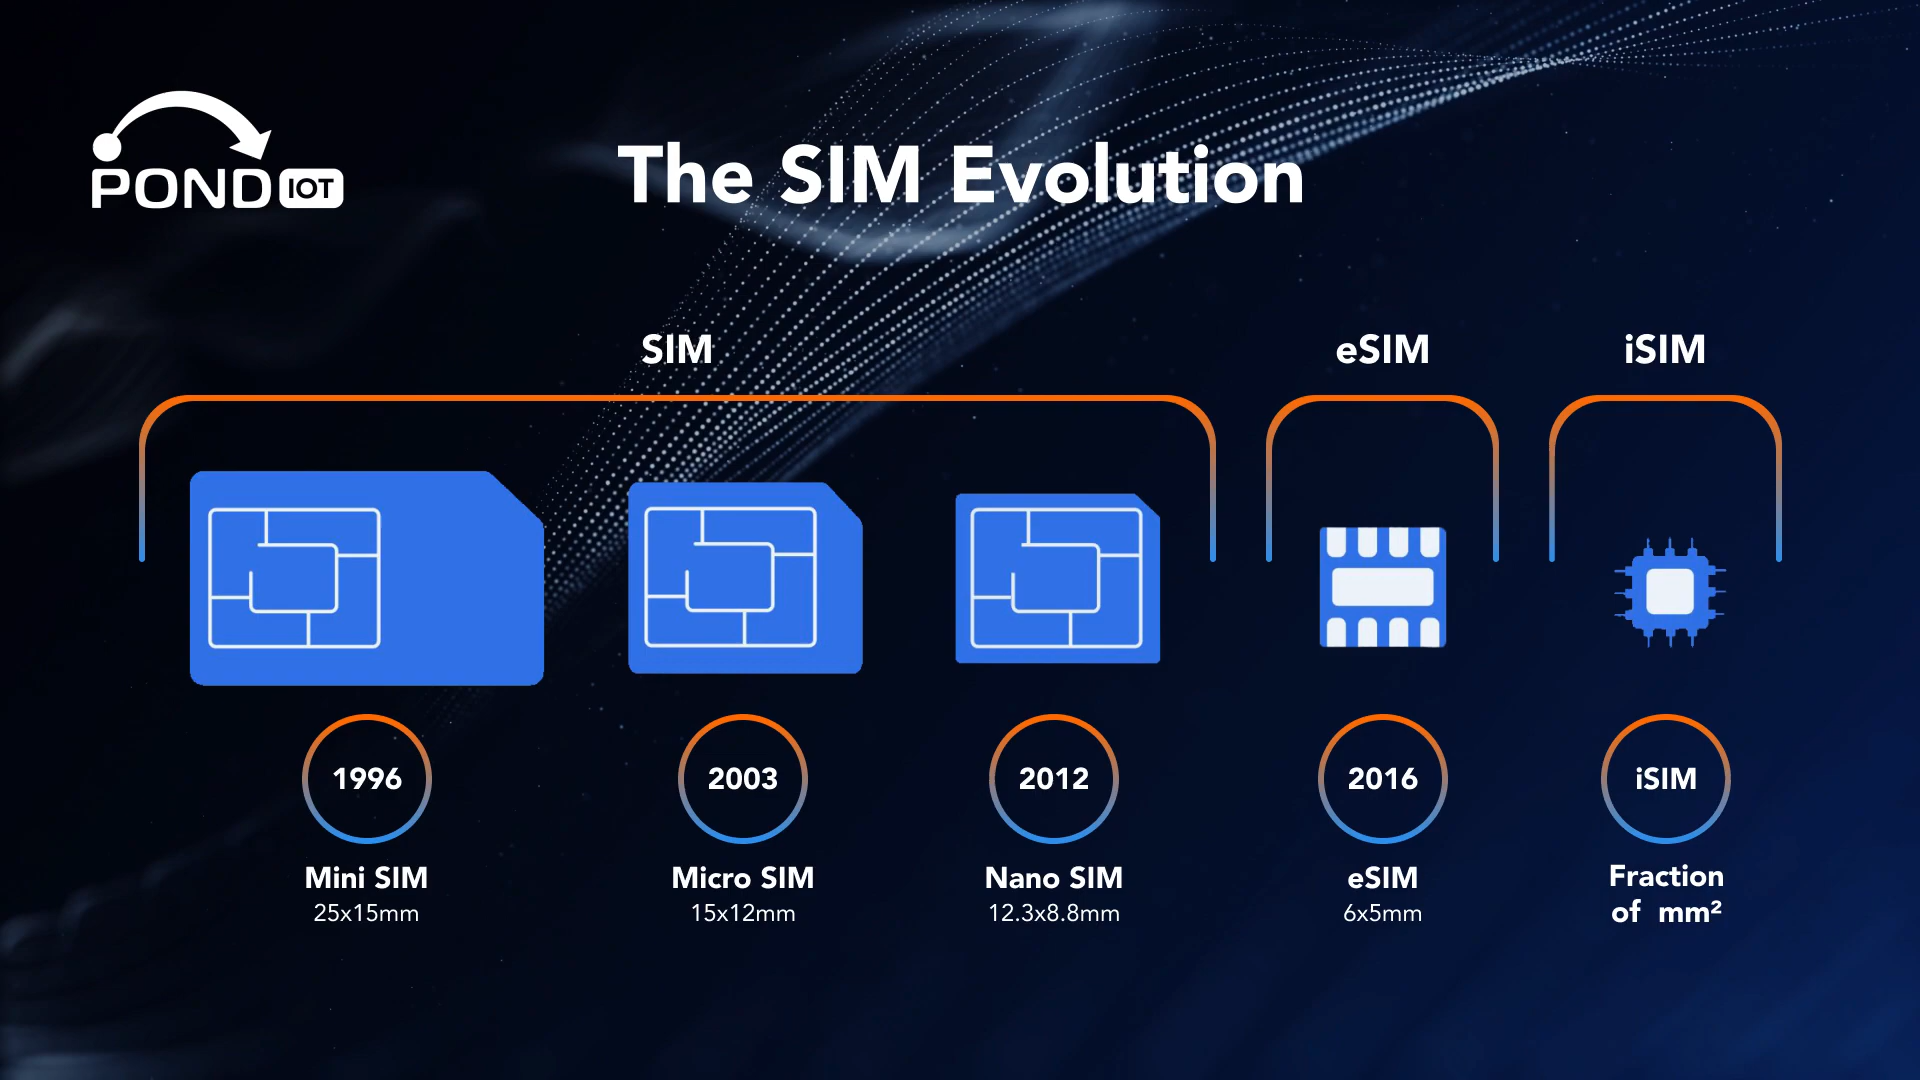 POND IOT
The SIM Evolution
SIM
eSIM
iSIM
1996
2003
2012
2016
iSIM
Mini SIM
25x15mm
Micro SIM
15x12mm
Nano SIM
12.3x8.8mm
eSIM
6x5mm
Fraction
of mm²